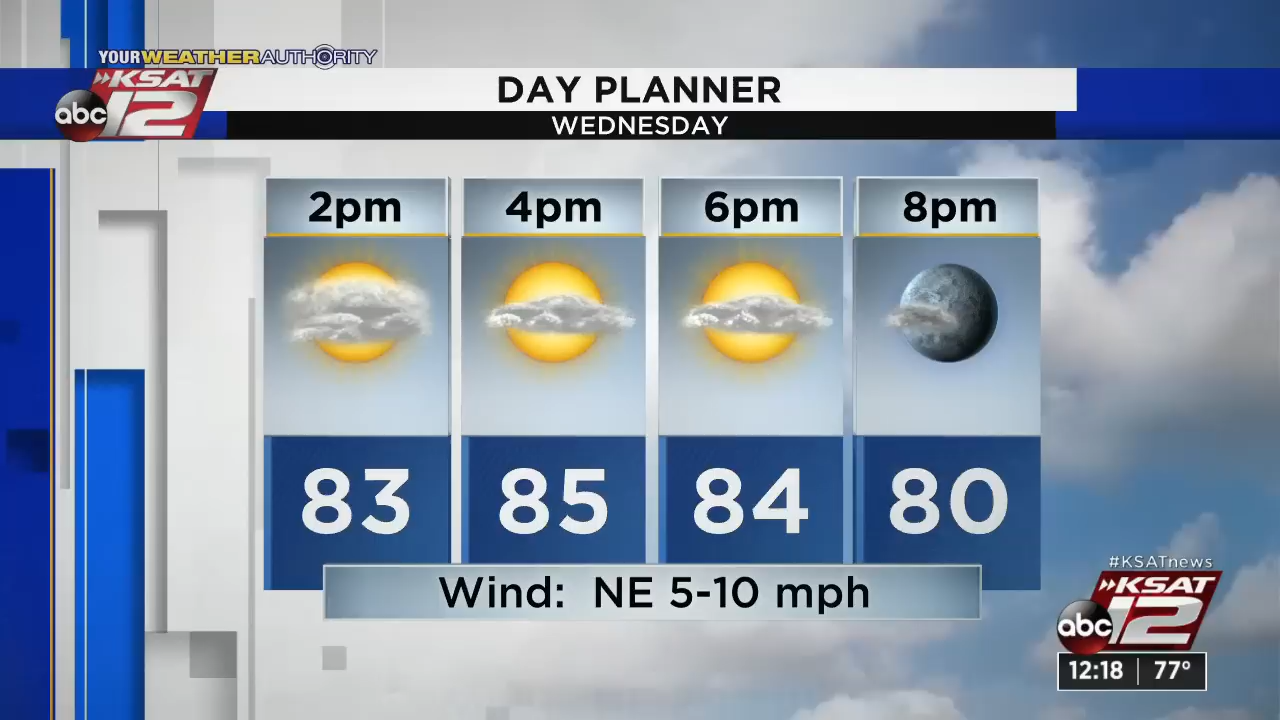 YOURWEATHERAUTHORITY
KSAT
abc 12
DAY PLANNER
WEDNESDAY
2pm 4pm 6pm 8pm
83 85 84 80
Wind: NE 5-10 mph
#KSATnews
KSAT
abc 12
12:18 77°